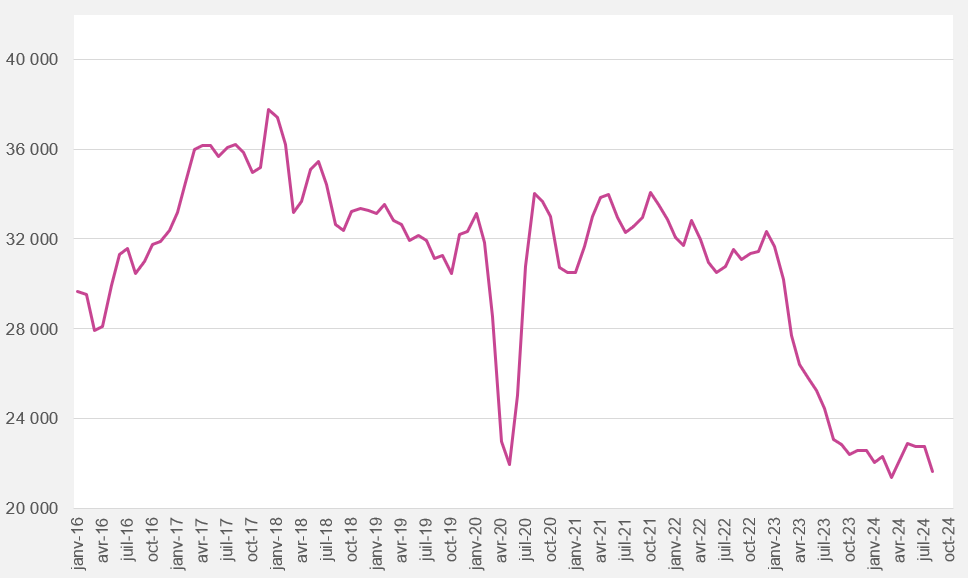 40 000
36 000
32 000
28 000
24 000
20 000
janv-16
avr-16
juil-16
oct-16
janv-17
avr-17
juil-17
oct-17
janv-18
avr-18
juil-18
oct-18
janv-19
avr-19
juil-19
oct-19
janv-20
avr-20
juil-20
oct-20
janv-21
avr-21
juil-21
oct-21
janv-22
avr-22
juil-22
oct-22
janv-23
avr-23
juil-23
oct-23
janv-24
avr-24
juil-24
oct-24